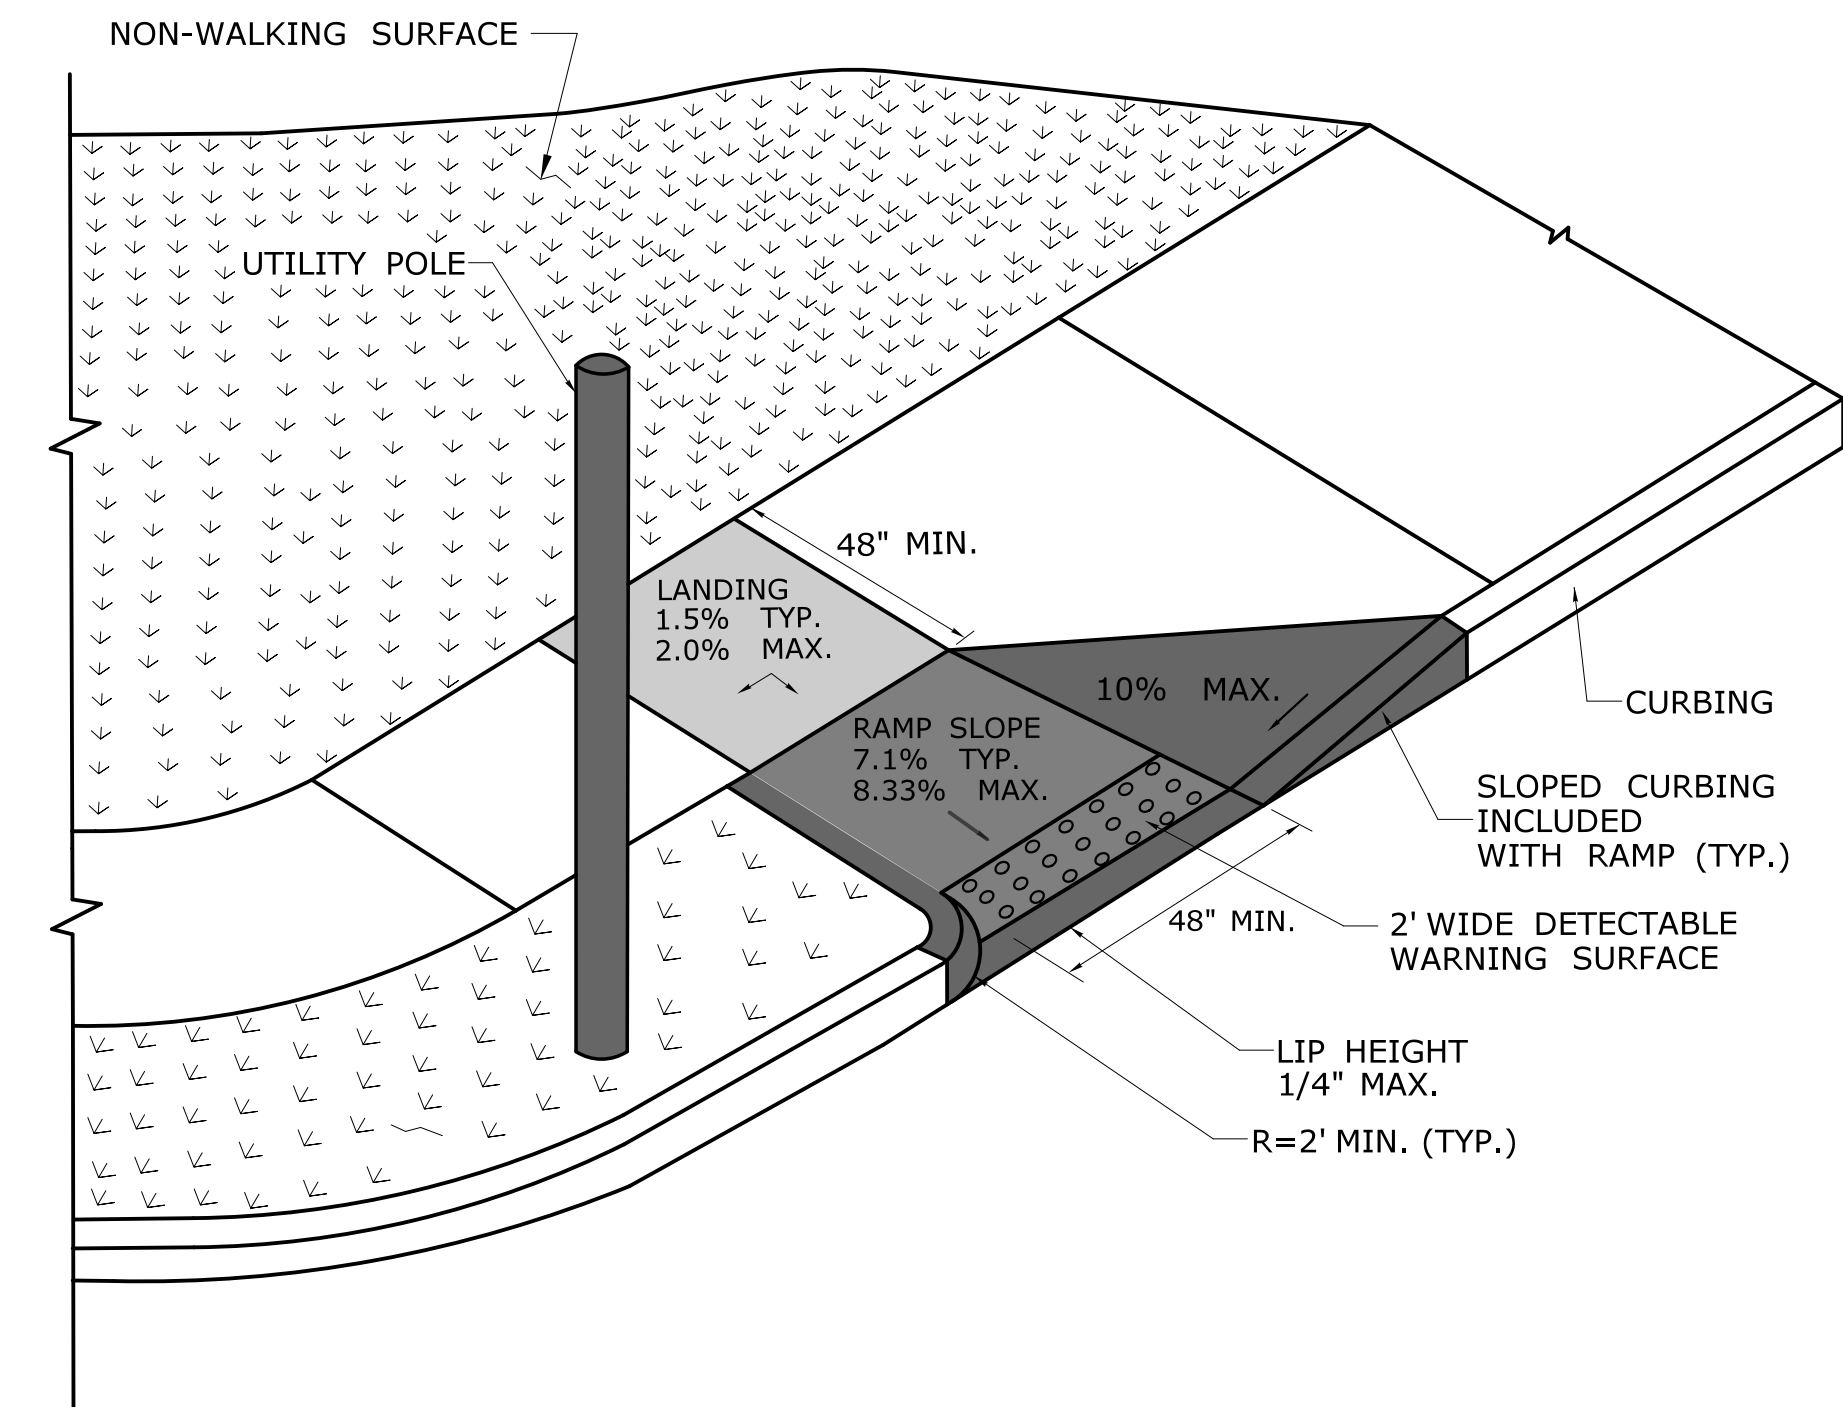 NON-WALKING SURFACE
UTILITY POLE
48" MIN.
LANDING
1.5% TYP.
2.0% MAX.
10% MAX.
CURBING
RAMP SLOPE
7.1% TYP.
8.33% MAX.
SLOPED CURBING
INCLUDED
WITH RAMP (TYP.)
48" MIN.
2' WIDE DETECTABLE
WARNING SURFACE
LIP HEIGHT
1/4" MAX.
R=2' MIN. (TYP.)